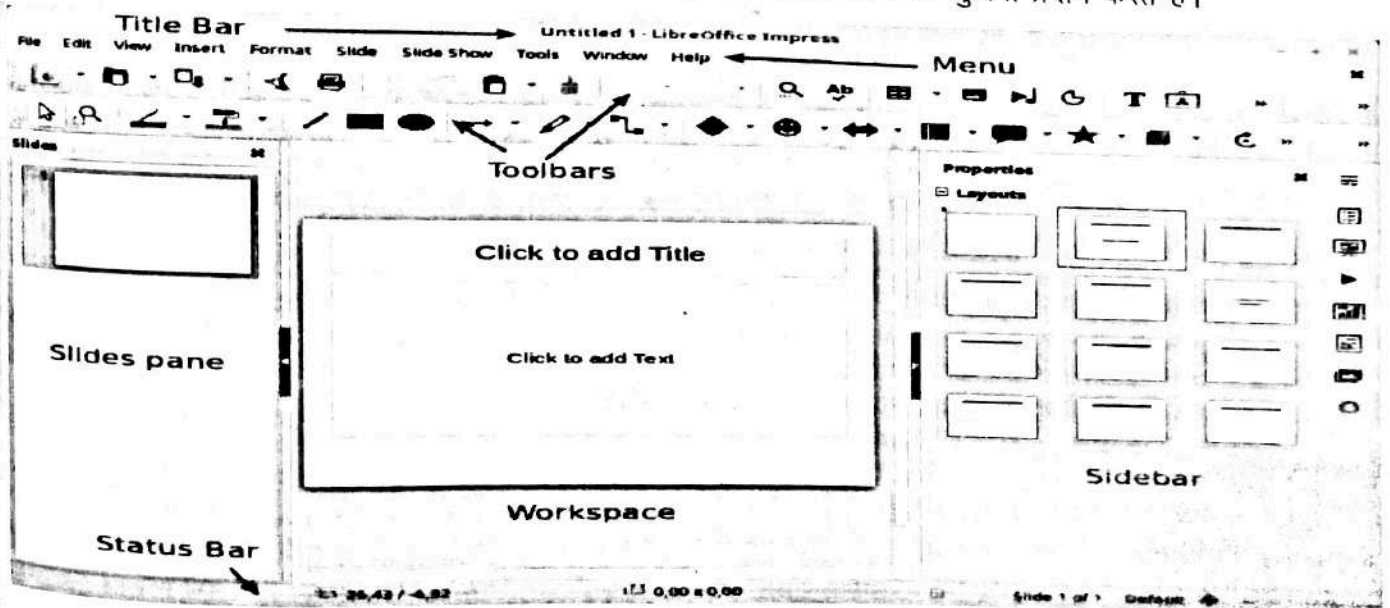 करते हैं।
Title Bar
Untitled 1 - LibreOffice Impress
File Edit View Insert Format Slide Slide Show Tools Window Help
Menu
Toolbars
Slides
Properties
Layouts
Click to add Title
Click to add Text
Slides pane
Sidebar
Workspace
Status Bar
0,00 x 0,00
Slide 1 of 1 Default